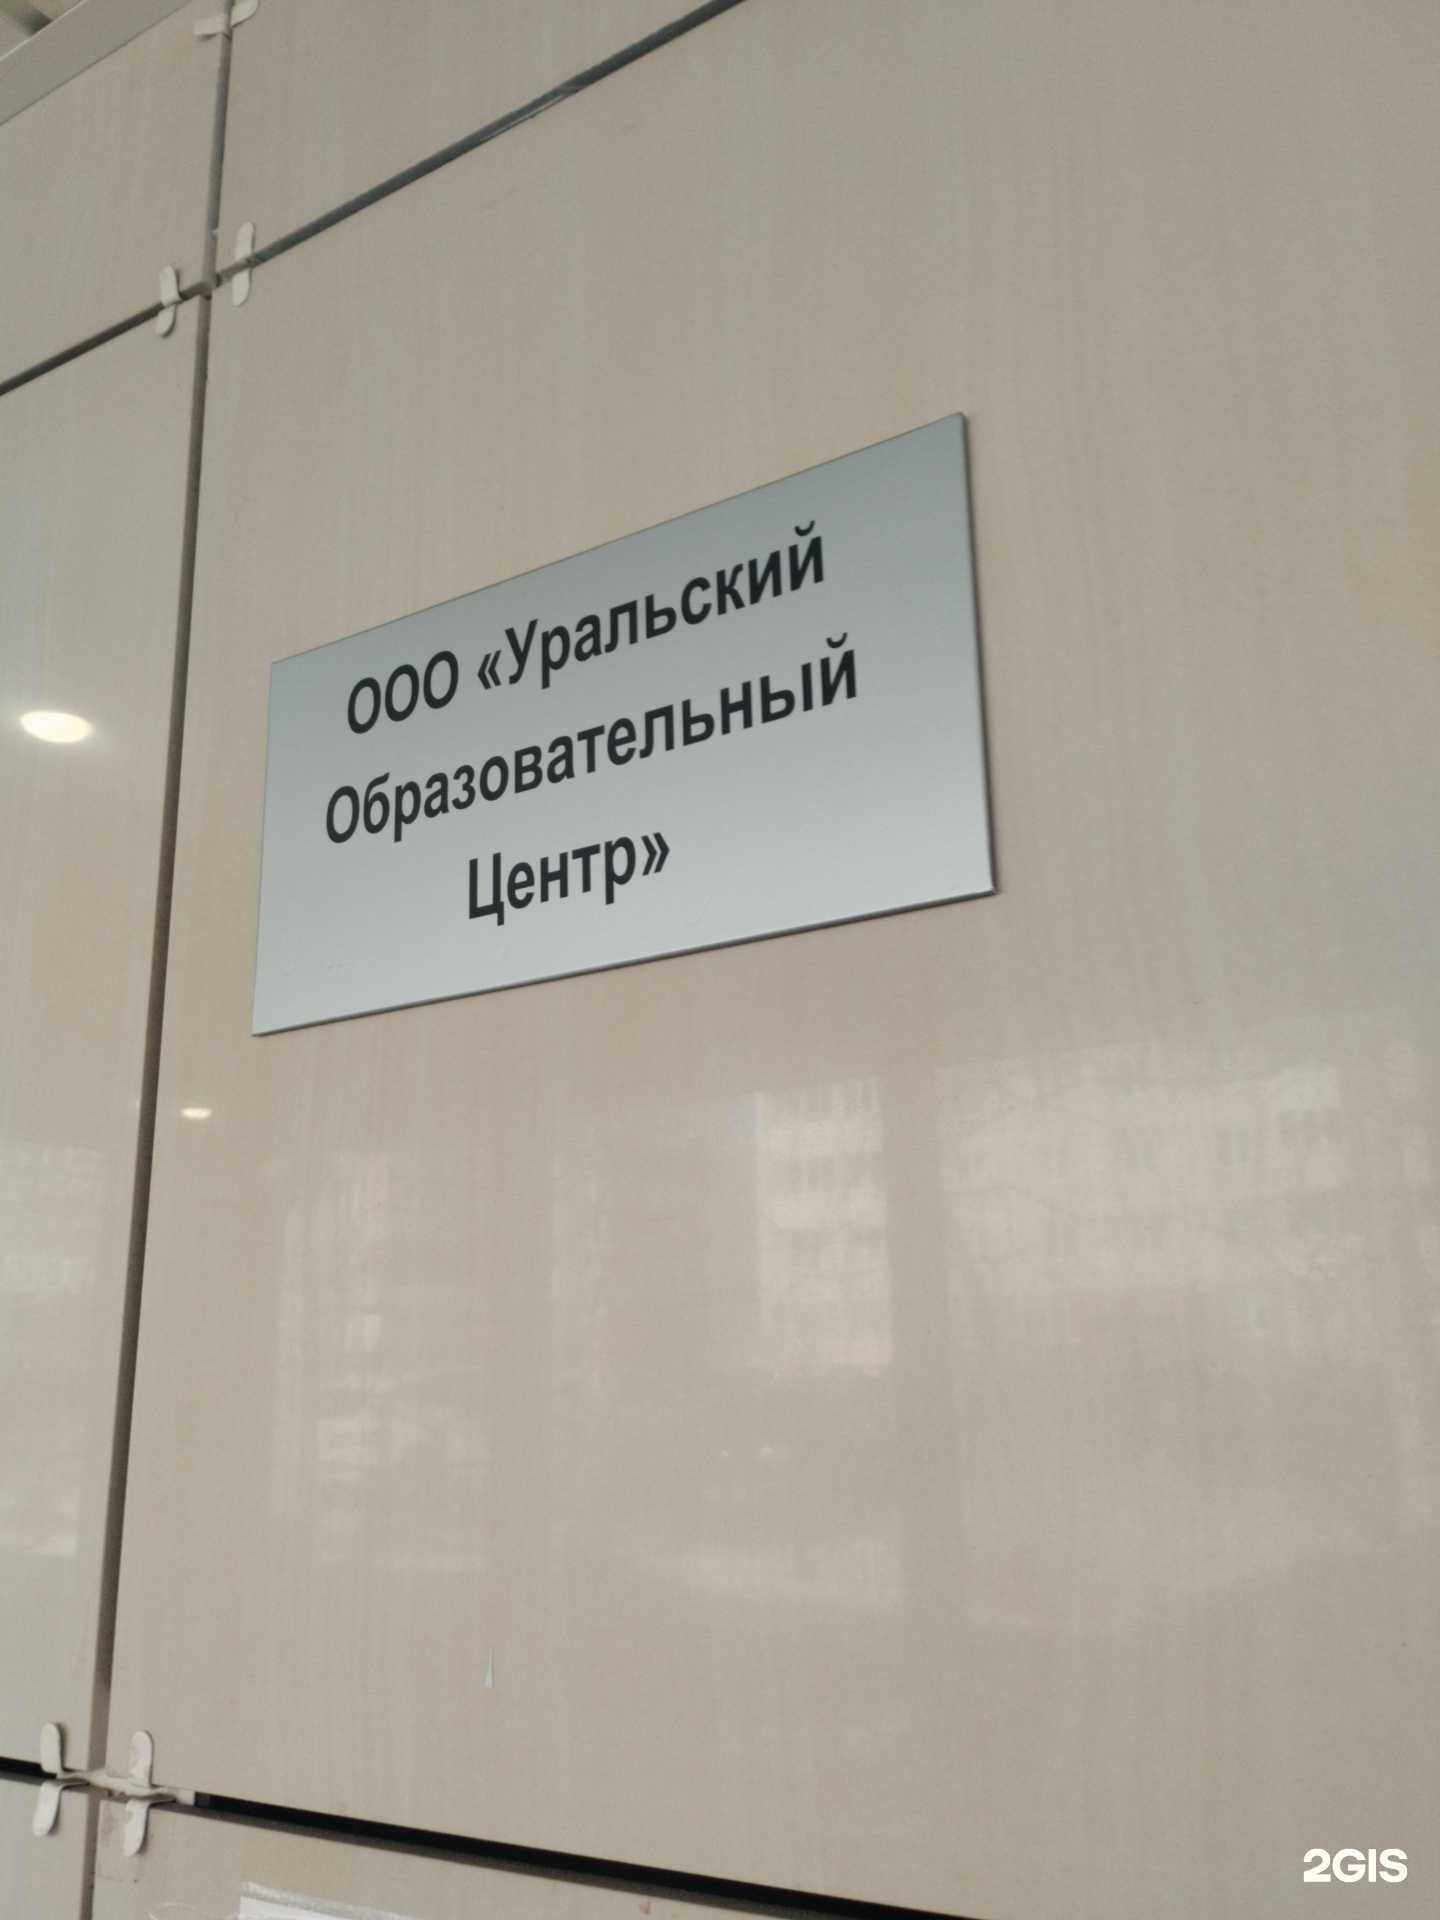 ООО «Уральский
Образовательный
Центр»
2GIS